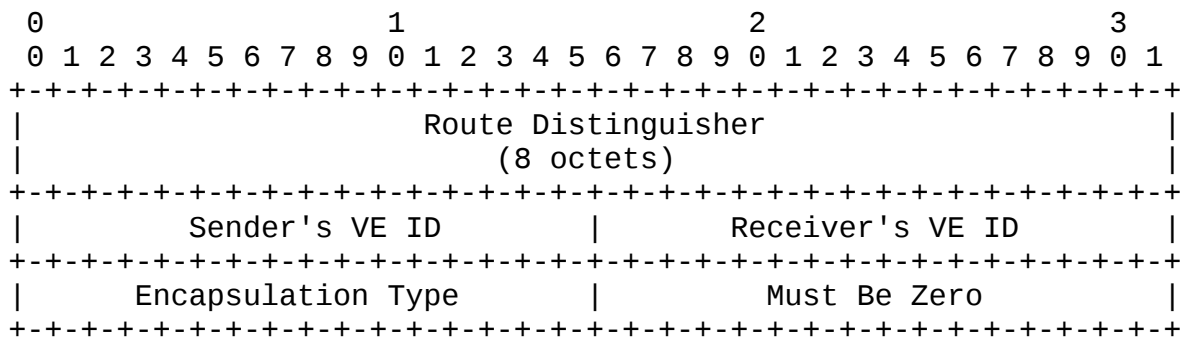 0                   1                   2                   3
 0 1 2 3 4 5 6 7 8 9 0 1 2 3 4 5 6 7 8 9 0 1 2 3 4 5 6 7 8 9 0 1
+-+-+-+-+-+-+-+-+-+-+-+-+-+-+-+-+-+-+-+-+-+-+-+-+-+-+-+-+-+-+-+-+
|                      Route Distinguisher                      |
|                          (8 octets)                           |
+-+-+-+-+-+-+-+-+-+-+-+-+-+-+-+-+-+-+-+-+-+-+-+-+-+-+-+-+-+-+-+-+
|         Sender's VE ID        |       Receiver's VE ID        |
+-+-+-+-+-+-+-+-+-+-+-+-+-+-+-+-+-+-+-+-+-+-+-+-+-+-+-+-+-+-+-+-+
|      Encapsulation Type       |         Must Be Zero          |
+-+-+-+-+-+-+-+-+-+-+-+-+-+-+-+-+-+-+-+-+-+-+-+-+-+-+-+-+-+-+-+-+